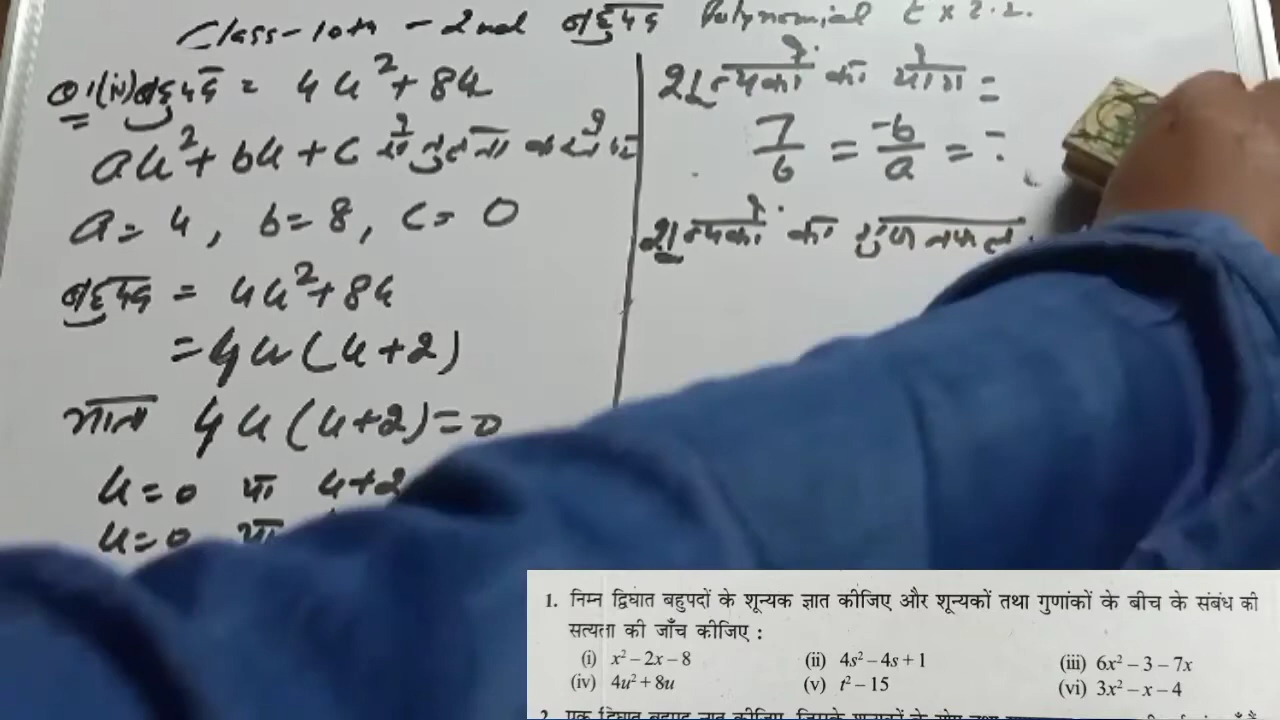 Class-10th - 2nd बहुपद Polynomial Ex 2.2.
Q1(iv) बहुपद = 4u²+8u
au²+bu+c से तुलना करने पर
a=4, b=8, c=0
बहुपद = 4u²+8u
=4u(u+2)
माना 4u(u+2)=0
u=0 या u+2
u=0 या
शून्यकों का योग =
7/6 = -b/a =
शून्यकों का गुणनफल
1. निम्न द्विघात बहुपदों के शून्यक ज्ञात कीजिए और शून्यकों तथा गुणांकों के बीच के संबंध की
सत्यता की जाँच कीजिए :
(i) x² – 2x – 8 (ii) 4s² – 4s + 1 (iii) 6x² – 3 – 7x
(iv) 4u² + 8u (v) t² – 15 (vi) 3x² – x – 4